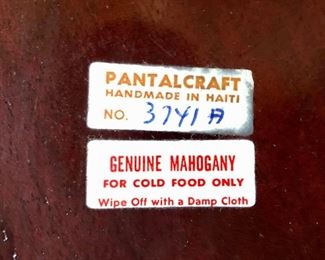 PANTALCRAFT
HANDMADE IN HAITI
NO. 3741 A
GENUINE MAHOGANY
FOR COLD FOOD ONLY
Wipe Off with a Damp Cloth